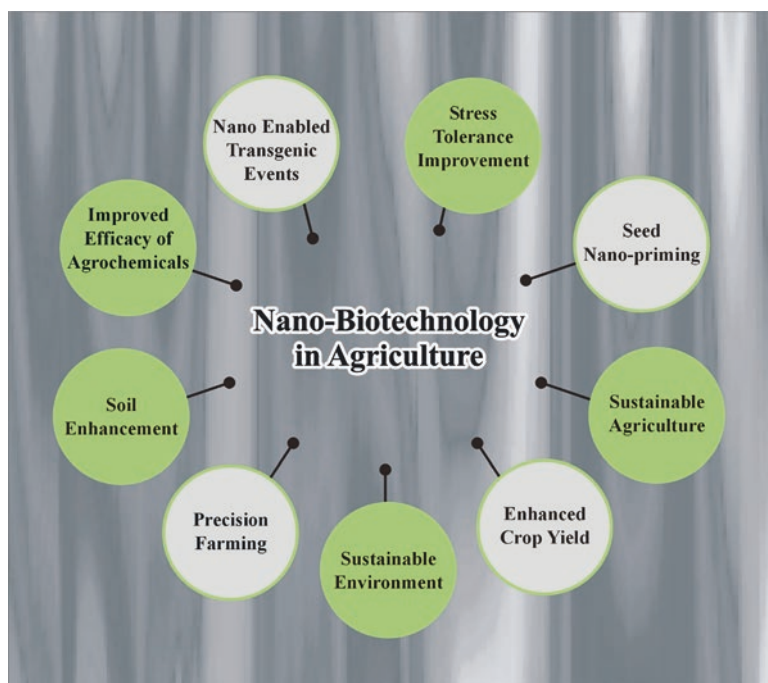 Nano Enabled
Transgenic
Events
Stress
Tolerance
Improvement
Improved
Efficacy of
Agrochemicals
Seed
Nano-priming
Nano-Biotechnology
in Agriculture
Soil
Enhancement
Sustainable
Agriculture
Precision
Farming
Sustainable
Environment
Enhanced
Crop Yield